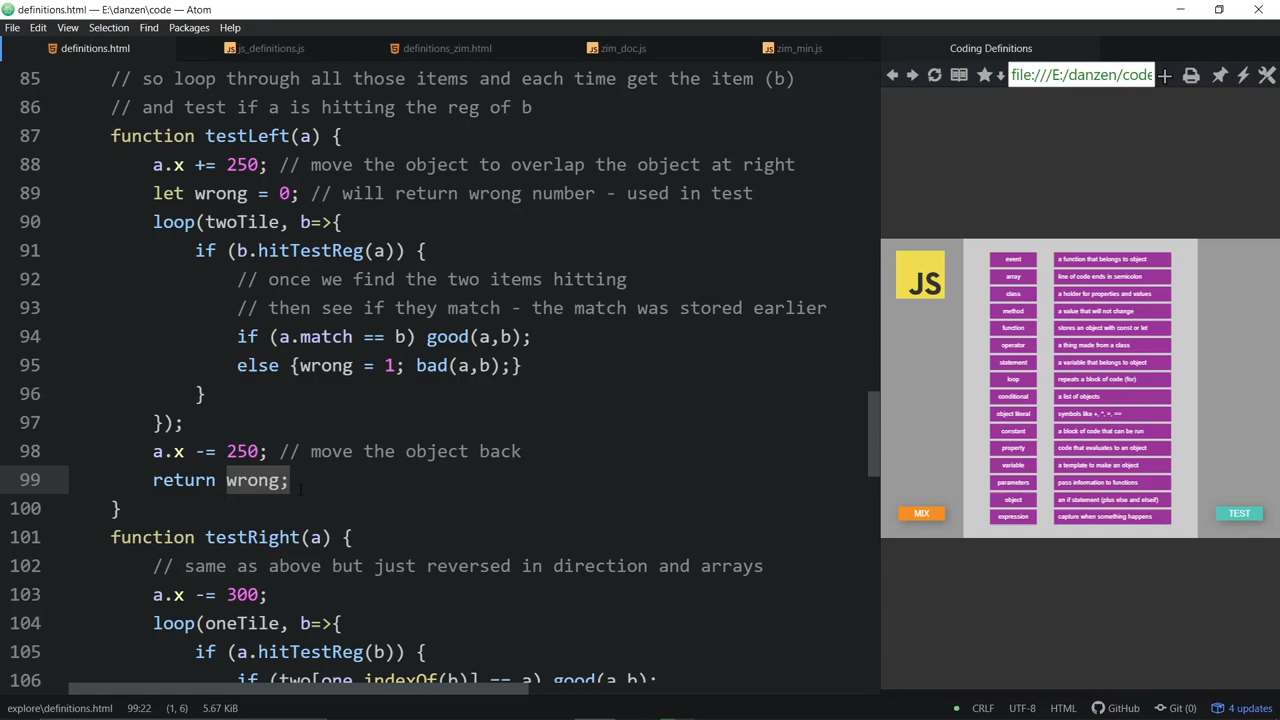 definitions.html — E:\danzen\code — Atom
File Edit View Selection Find Packages Help
definitions.html js_definitions.js definitions_zim.html zim_doc.js zim_min.js Coding Definitions
file:///E:/danzen/code
85 // so loop through all those items and each time get the item (b)
86 // and test if a is hitting the reg of b
87 function testLeft(a) {
88 a.x += 250; // move the object to overlap the object at right
89 let wrong = 0; // will return wrong number - used in test
90 loop(twoTile, b=>{
91 if (b.hitTestReg(a)) {
92 // once we find the two items hitting
93 // then see if they match - the match was stored earlier
94 if (a.match == b) good(a,b);
95 else {wrong = 1; bad(a,b);}
96 }
97 });
98 a.x -= 250; // move the object back
99 return wrong;
100 }
101 function testRight(a) {
102 // same as above but just reversed in direction and arrays
103 a.x -= 300;
104 loop(oneTile, b=>{
105 if (a.hitTestReg(b)) {
106 if (two[one.indexOf(b)] == a) good(a,b);
JS
event a function that belongs to object
array line of code ends in semicolon
class a holder for properties and values
method a value that will not change
function stores an object with const or let
operator a thing made from a class
statement a variable that belongs to object
loop repeats a block of code (for)
conditional a list of objects
object literal symbols like +, *, =, ==
constant a block of code that can be run
property code that evaluates to an object
variable a template to make an object
parameters pass information to functions
object an if statement (plus else and elseif)
expression capture when something happens
MIX TEST
explore\definitions.html 99:22 (1, 6) 5.67 KiB CRLF UTF-8 HTML GitHub Git (0) 4 updates